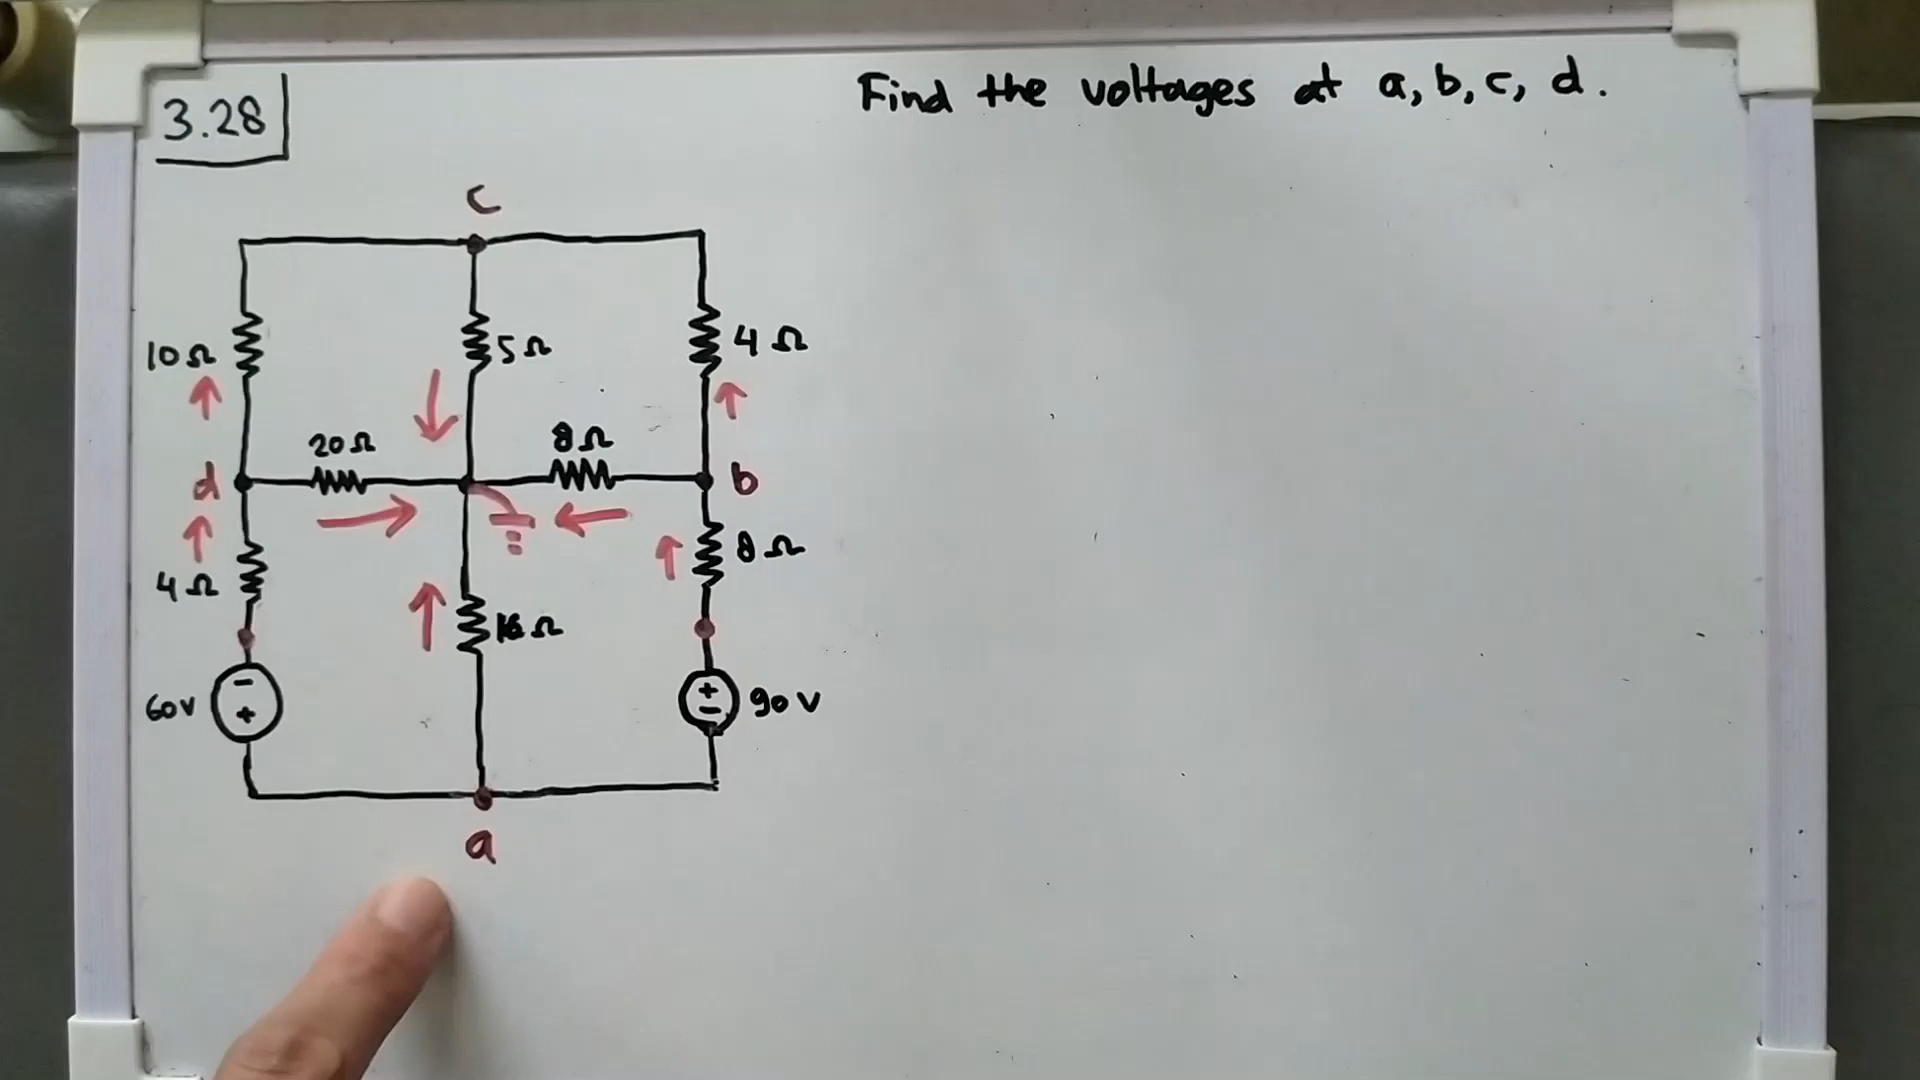 Find the voltages at a, b, c, d.
3.28
c
10Ω
5Ω
4Ω
20Ω
8Ω
d
b
4Ω
8Ω
16Ω
-
+
60V
+
-
90V
a